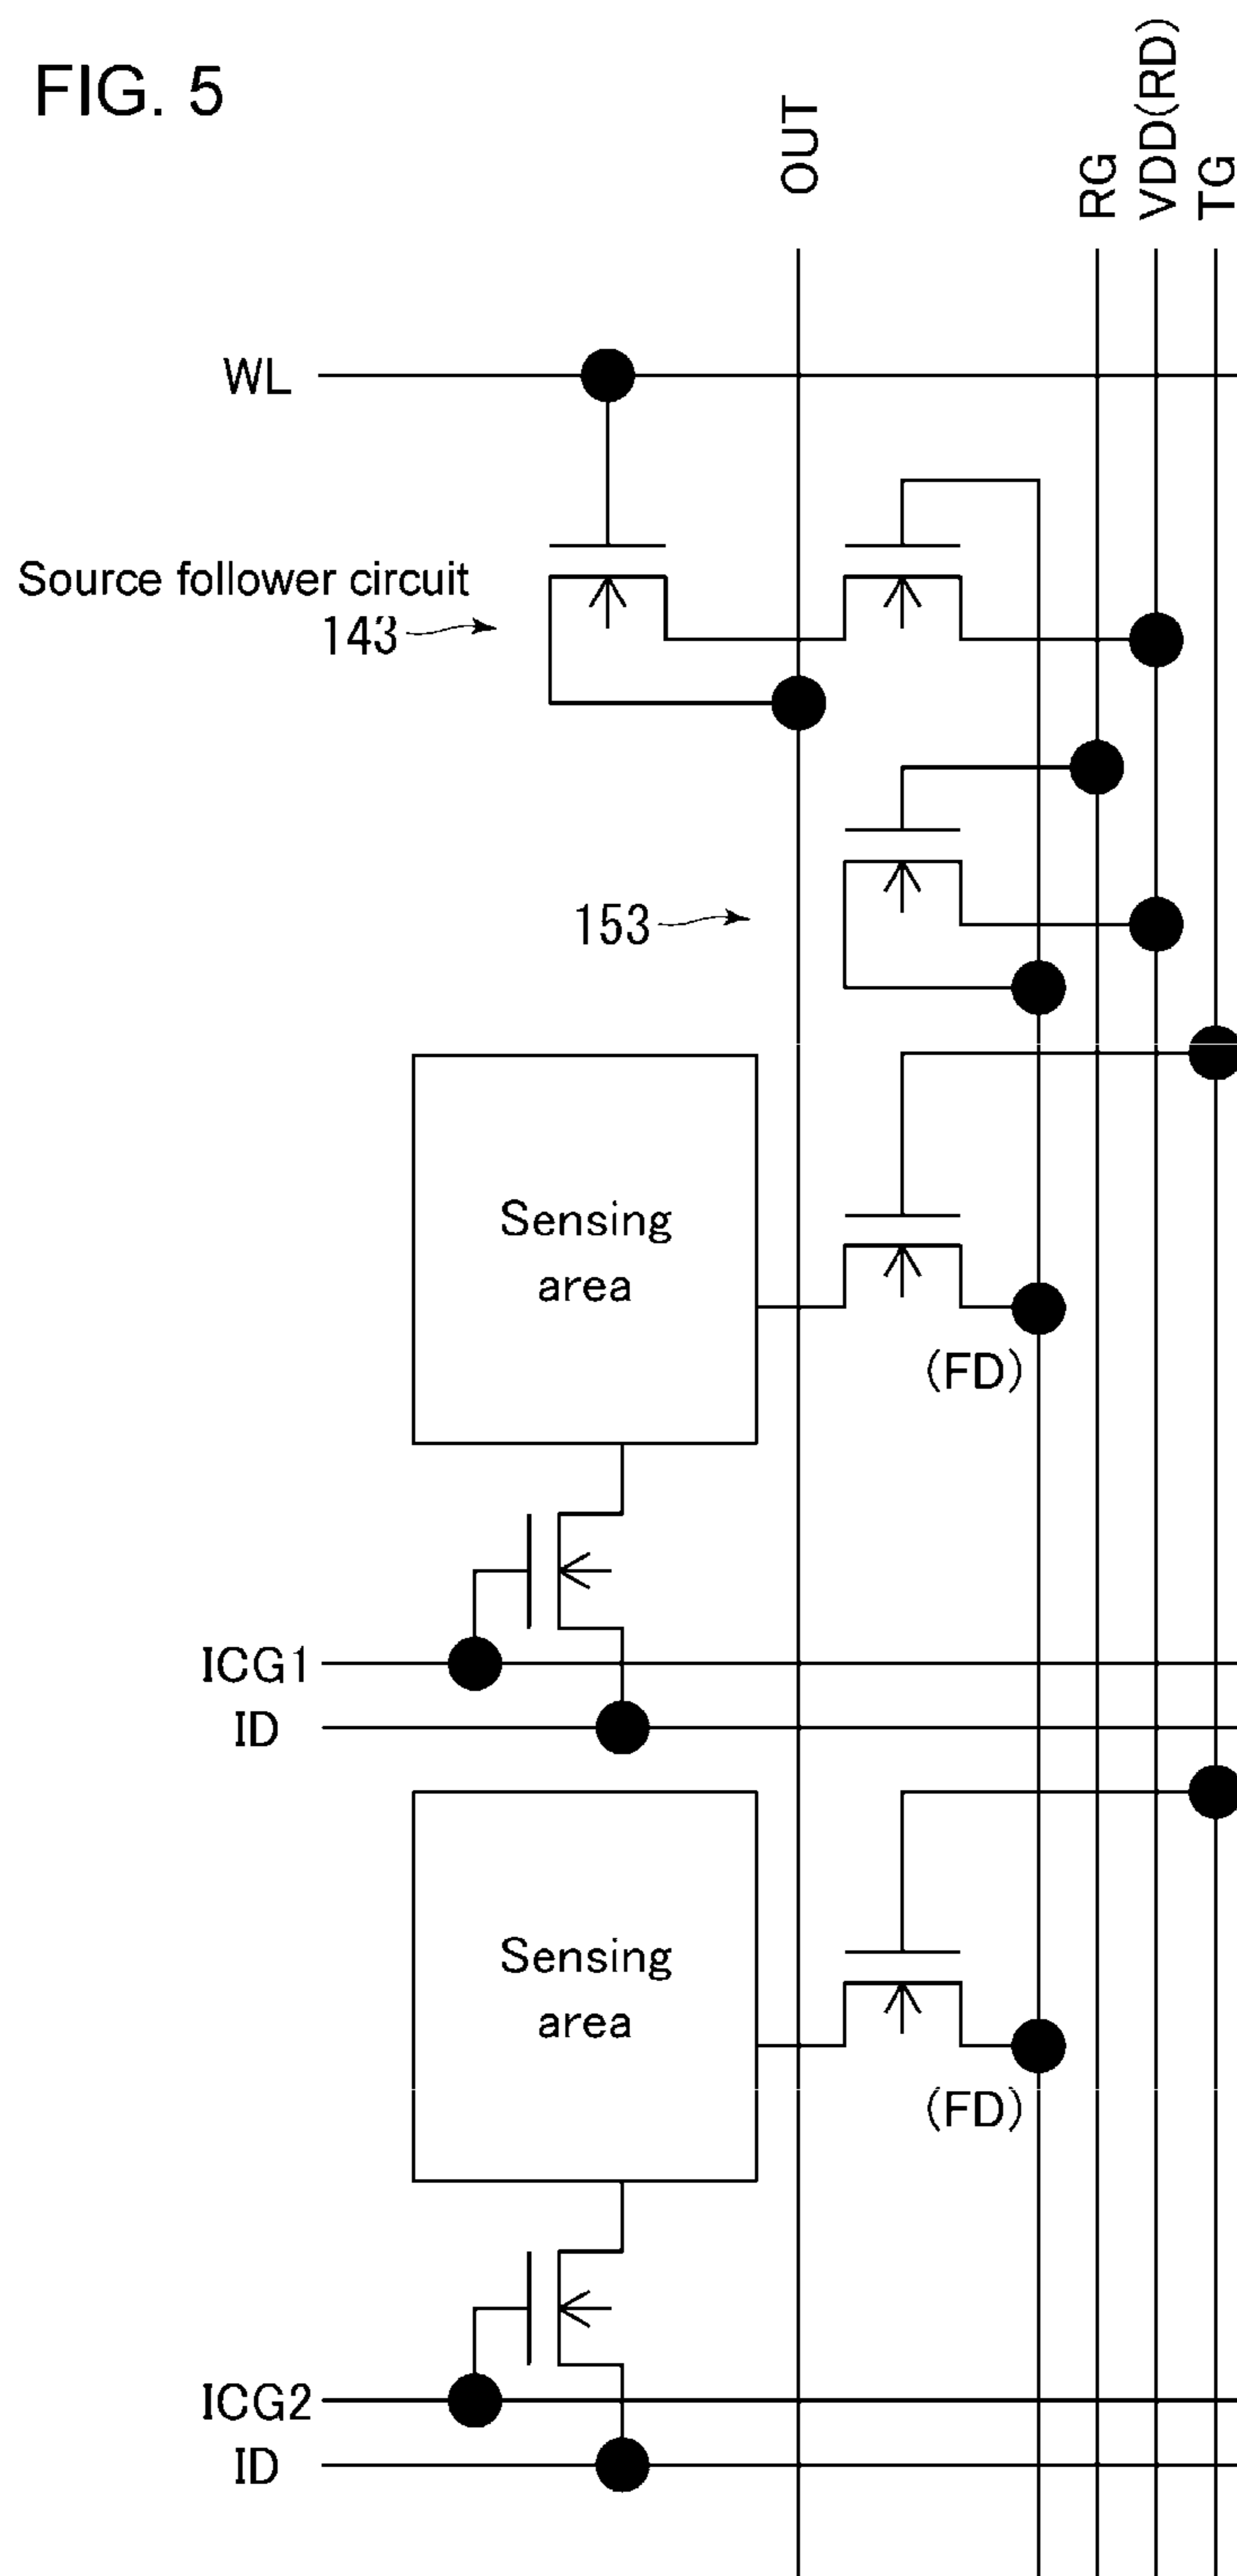 FIG. 5
OUT
RG
VDD(RD)
TG
WL
Source follower circuit
143
153
Sensing
area
(FD)
ICG1
ID
Sensing
area
(FD)
ICG2
ID